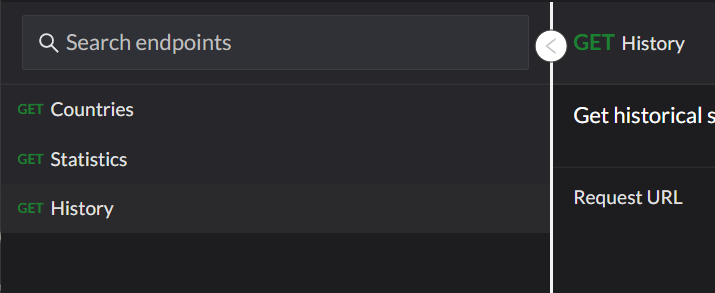 Search endpoints
GET Countries
GET Statistics
GET History
GET History
Get historical
Request URL